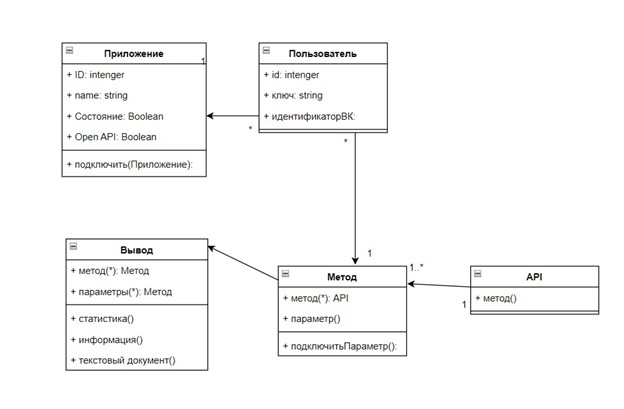 Приложение
1
+ ID: intenger
+ name: string
+ Состояние: Boolean
+ Open API: Boolean
+ подключить(Приложение):
Пользователь
+ id: intenger
+ ключ: string
+ идентификаторВК:
*
*
1
Вывод
+ метод(*): Метод
+ параметры(*): Метод
+ статистика()
+ информация()
+ текстовый документ()
Метод
1..*
+ метод(*): API
+ параметр()
+ подключитьПараметр():
API
1
+ метод()